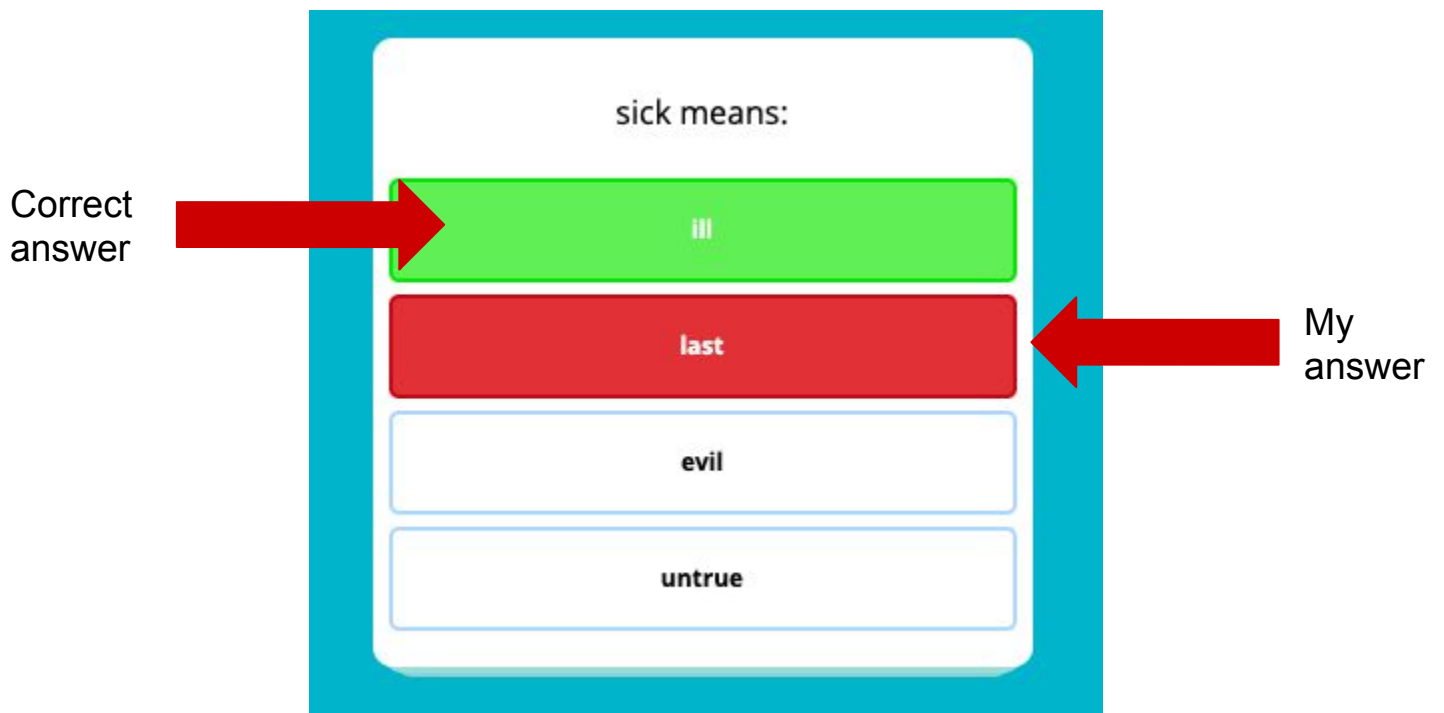 sick means:
Correct
answer
ill
last
My
answer
evil
untrue